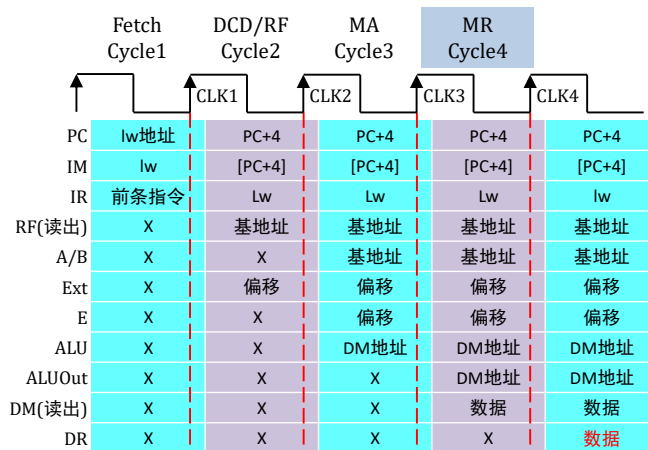 Fetch DCD/RF MA MR
Cycle1 Cycle2 Cycle3 Cycle4
CLK1 CLK2 CLK3 CLK4
PC lw地址 PC+4 PC+4 PC+4 PC+4
IM lw [PC+4] [PC+4] [PC+4] [PC+4]
IR 前条指令 Lw Lw Lw lw
RF(读出) X 基地址 基地址 基地址 基地址
A/B X X 基地址 基地址 基地址
Ext X 偏移 偏移 偏移 偏移
E X X 偏移 偏移 偏移
ALU X X DM地址 DM地址 DM地址
ALUOut X X X DM地址 DM地址
DM(读出) X X X 数据 数据
DR X X X X 数据